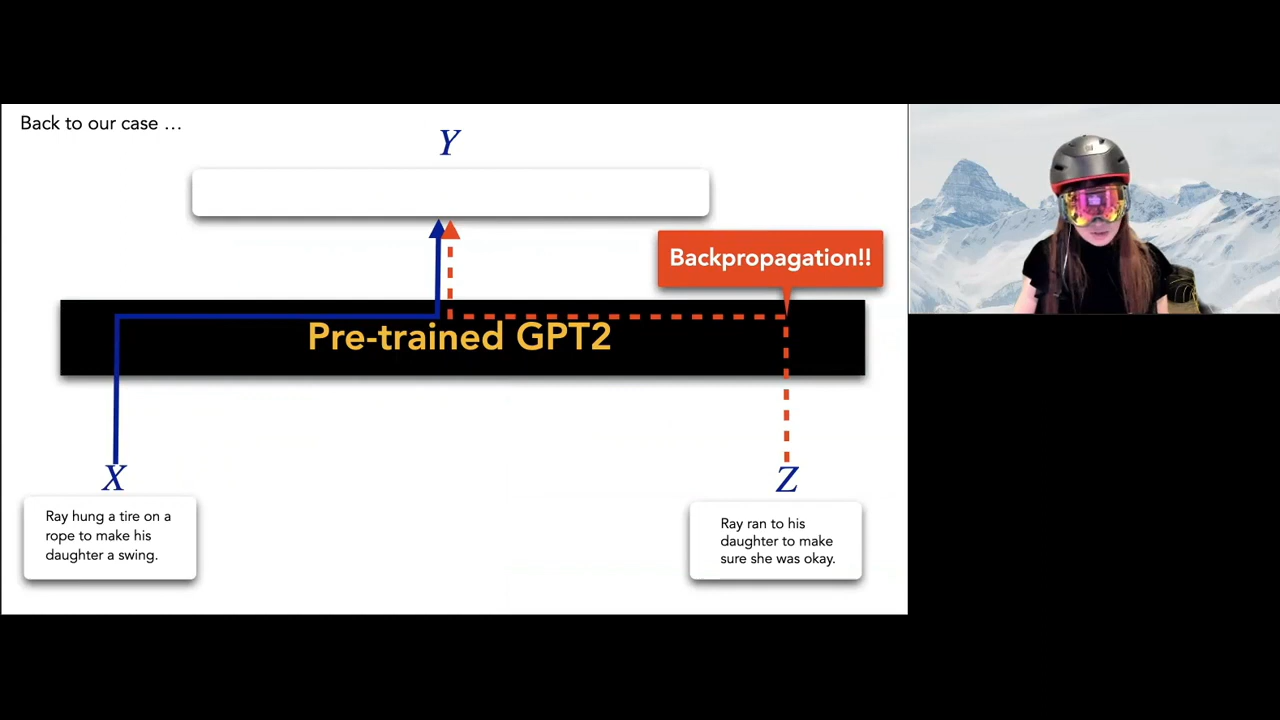 Back to our case …
Y
Backpropagation!!
Pre-trained GPT2
X
Ray hung a tire on a
rope to make his
daughter a swing.
Z
Ray ran to his
daughter to make
sure she was okay.